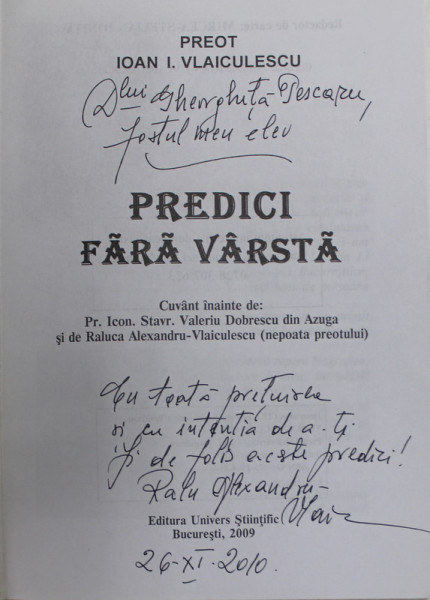 PREOT
IOAN I. VLAICULESCU
Dlui Gheorghiță Pescaru,
fostul meu elev
PREDICI
FĂRĂ VÂRSTĂ
Cuvânt înainte de:
Pr. Icon. Stavr. Valeriu Dobrescu din Azuga
şi de Raluca Alexandru-Vlaiculescu (nepoata preotului)
Cu toată prețuirea
și cu intenția de a-ți
fi de folos aceste predici!
Ralu Alexandru-
Editura Univers Ştiinţific
Bucureşti, 2009
26-XI-2010.